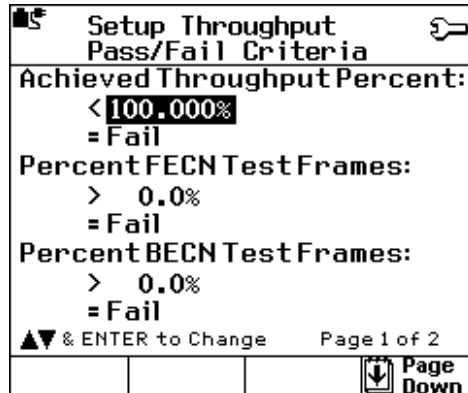 Setup Throughput
Pass/Fail Criteria
Achieved Throughput Percent:
< 100.000%
= Fail
Percent FECN Test Frames:
> 0.0%
= Fail
Percent BECN Test Frames:
> 0.0%
= Fail
▲▼ & ENTER to Change Page 1 of 2
Page
Down